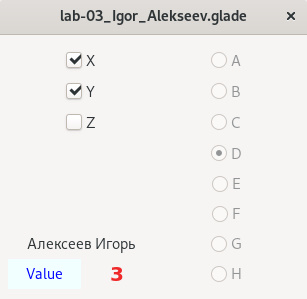 lab-03_Igor_Alekseev.glade ×
X A
Y B
Z C
D
E
F
Алексеев Игорь G
Value 3 H